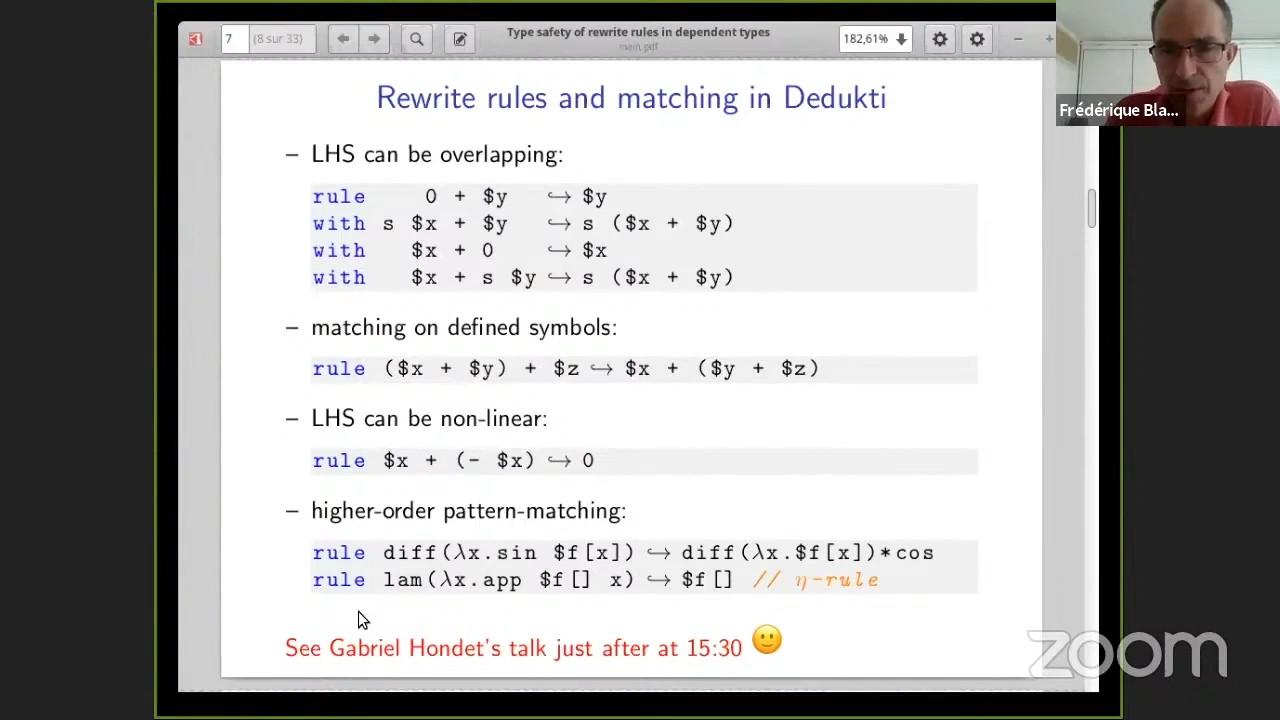 7 (8 sur 33)
Type safety of rewrite rules in dependent types
main.pdf
182,61%
Frédérique Bla...
Rewrite rules and matching in Dedukti
– LHS can be overlapping:
rule 0 + $y ↪ $y
with s $x + $y ↪ s ($x + $y)
with $x + 0 ↪ $x
with $x + s $y ↪ s ($x + $y)
– matching on defined symbols:
rule ($x + $y) + $z ↪ $x + ($y + $z)
– LHS can be non-linear:
rule $x + (- $x) ↪ 0
– higher-order pattern-matching:
rule diff(λx.sin $f[x]) ↪ diff(λx.$f[x])*cos
rule lam(λx.app $f[] x) ↪ $f[] // η-rule
See Gabriel Hondet's talk just after at 15:30 🙂
zoom